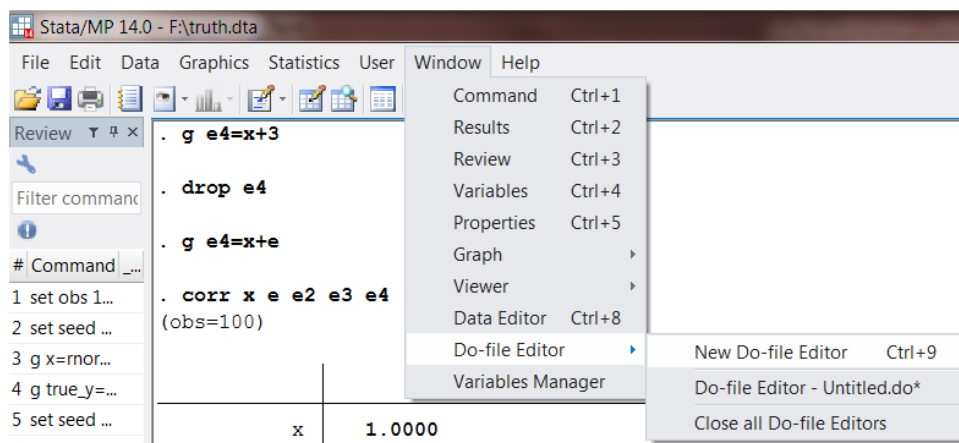 Stata/MP 14.0 - F:\truth.dta
File Edit Data Graphics Statistics User Window Help
Review
Filter comman
# Command _...
1 set obs 1...
2 set seed ...
3 g x=rnor...
4 g true_y=...
5 set seed ...
. g e4=x+3
. drop e4
. g e4=x+e
. corr x e e2 e3 e4
(obs=100)
x 1.0000
Command Ctrl+1
Results Ctrl+2
Review Ctrl+3
Variables Ctrl+4
Properties Ctrl+5
Graph
Viewer
Data Editor Ctrl+8
Do-file Editor
Variables Manager
New Do-file Editor Ctrl+9
Do-file Editor - Untitled.do*
Close all Do-file Editors